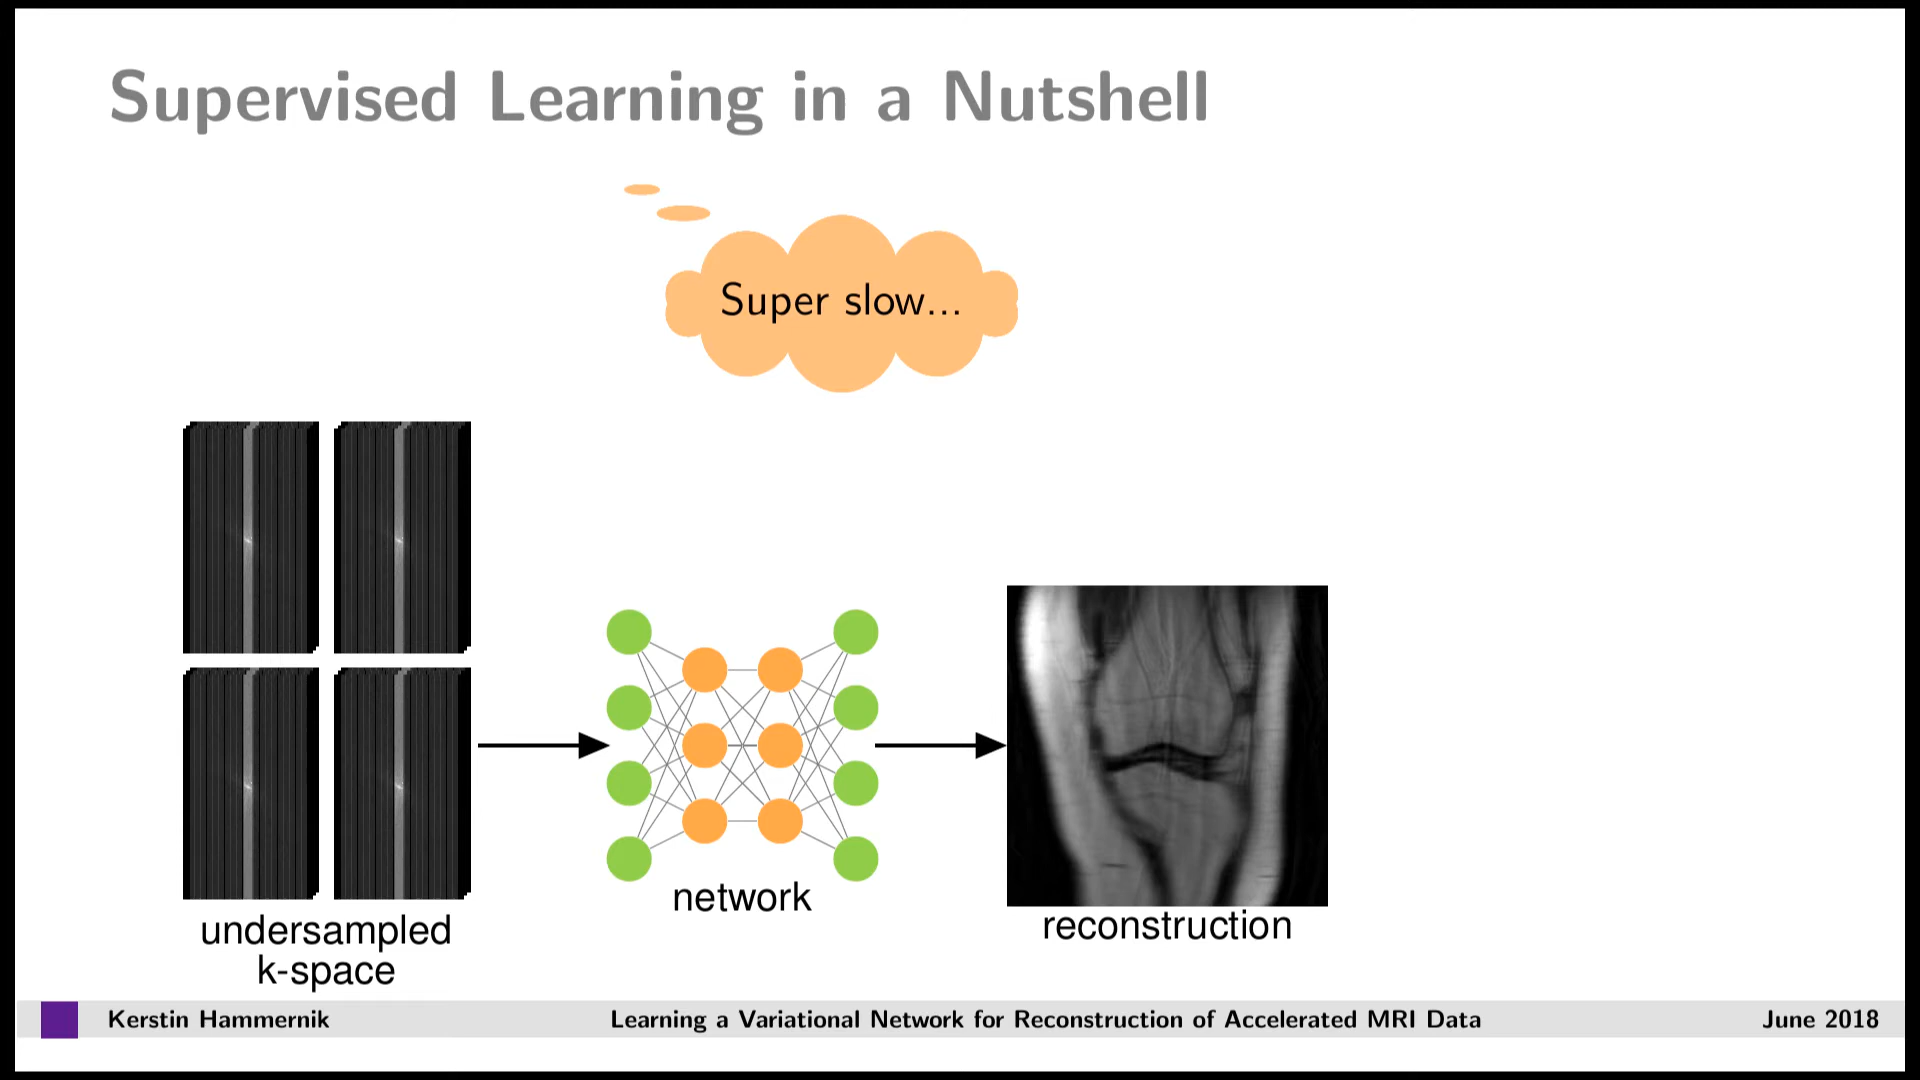 Supervised Learning in a Nutshell
Super slow...
network
reconstruction
undersampled
k-space
Kerstin Hammernik
Learning a Variational Network for Reconstruction of Accelerated MRI Data
June 2018